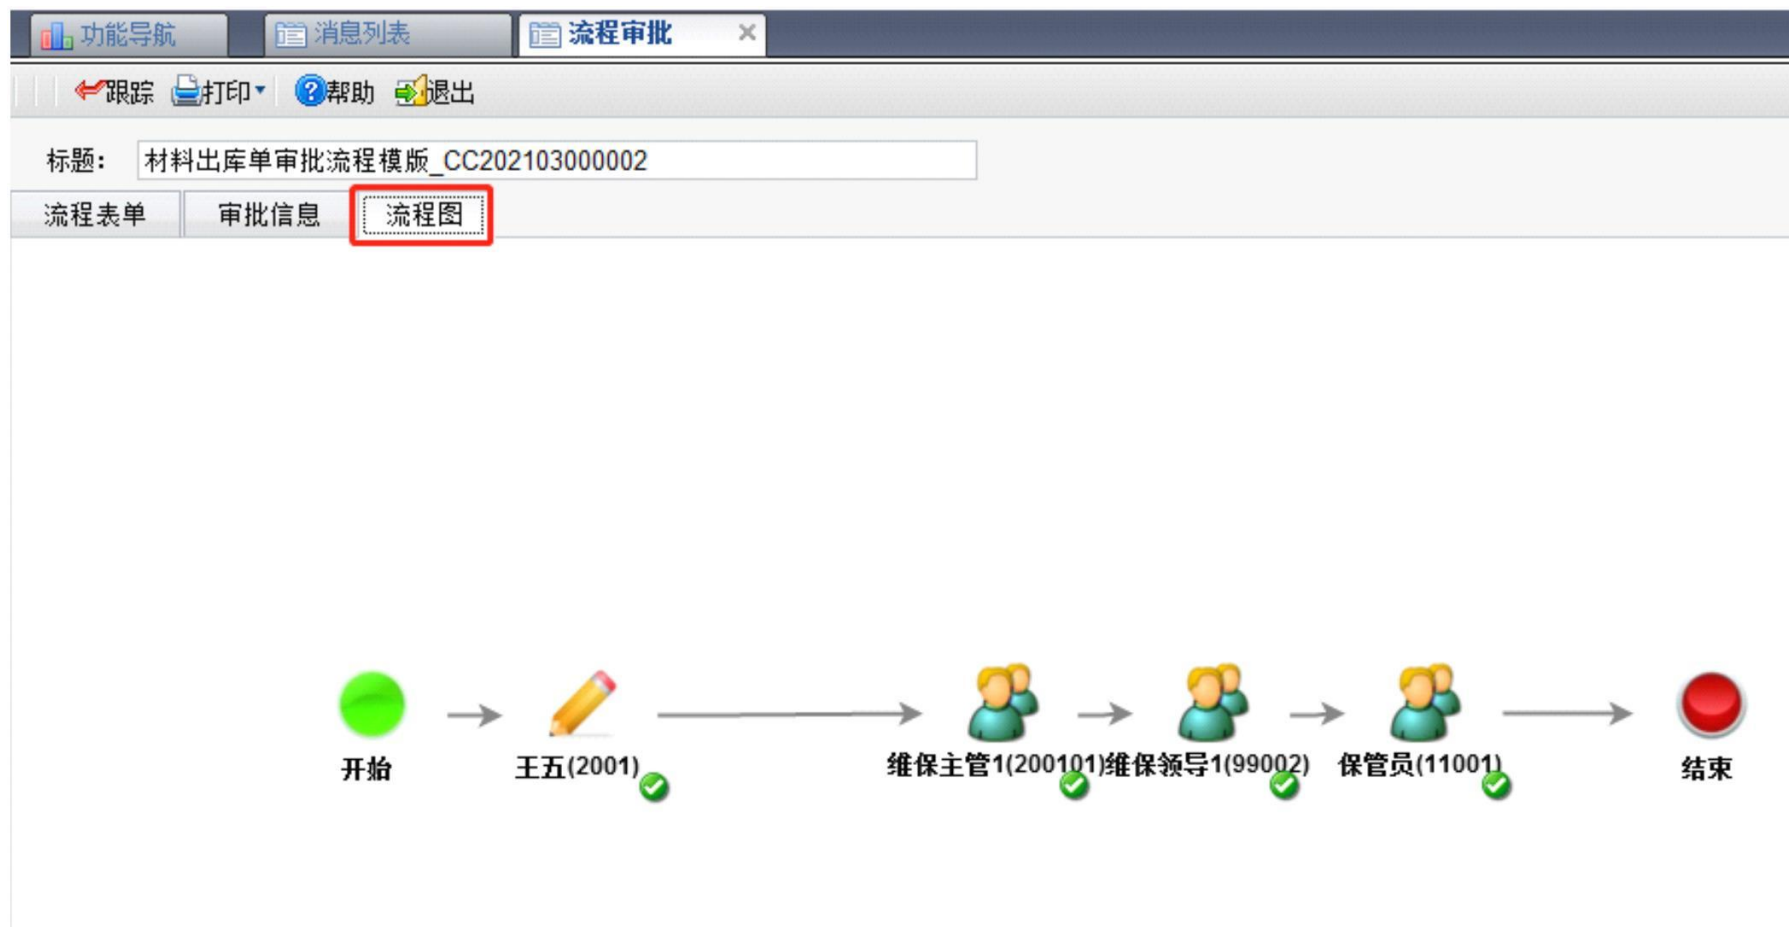 功能导航 消息列表 流程审批
跟踪 打印 帮助 退出
标题: 材料出库单审批流程模版_CC202103000002
流程表单 审批信息 流程图
开始 王五(2001) 维保主管1(200101) 维保领导1(99002) 保管员(11001) 结束